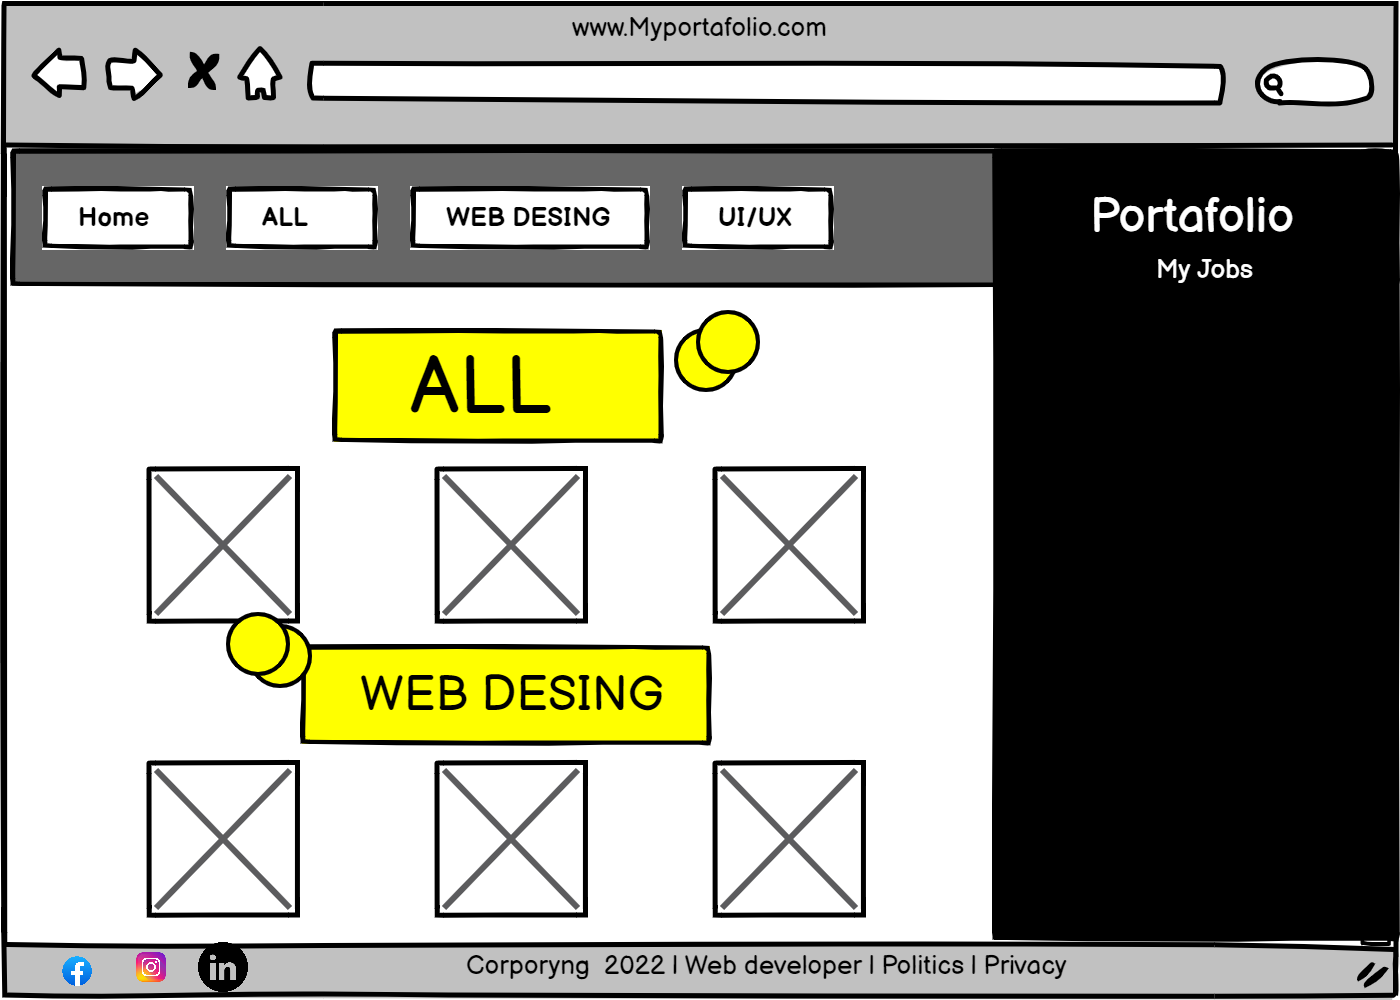 www.Myportafolio.com
Home
ALL
WEB DESING
UI/UX
Portafolio
My Jobs
ALL
WEB DESING
in
Corporyng 2022 | Web developer | Politics | Privacy